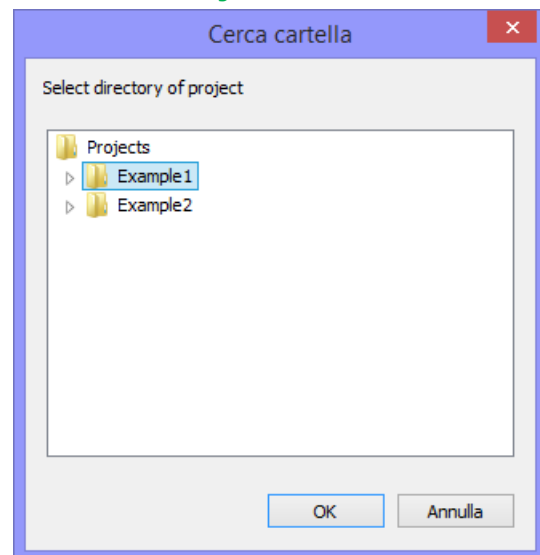 Cerca cartella
Select directory of project
Projects
Example1
Example2
OK Annulla